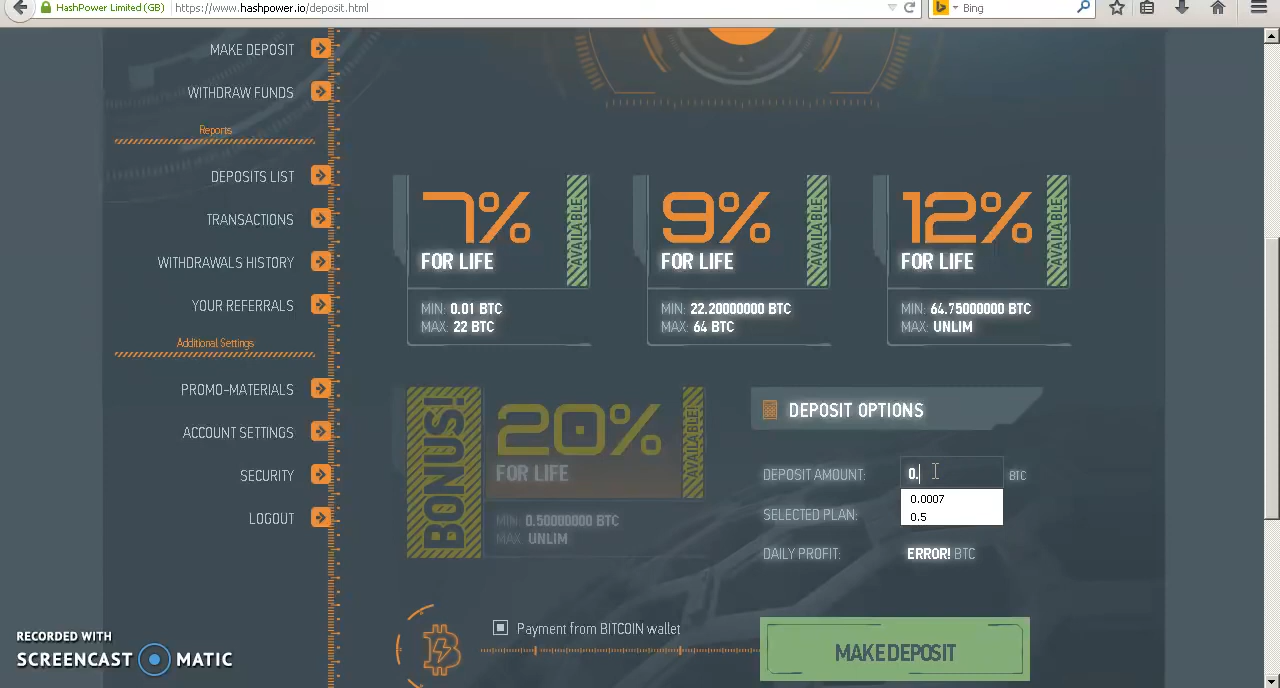 HashPower Limited (GB)
https://www.hashpower.io/deposit.html
Bing
MAKE DEPOSIT
WITHDRAW FUNDS
Reports
DEPOSITS LIST
TRANSACTIONS
WITHDRAWALS HISTORY
YOUR REFERRALS
Additional Settings
PROMO-MATERIALS
ACCOUNT SETTINGS
SECURITY
LOGOUT
7%
FOR LIFE
AVAILABLE
MIN: 0.01 BTC
MAX: 22 BTC
9%
FOR LIFE
AVAILABLE
MIN: 22.20000000 BTC
MAX: 64 BTC
12%
FOR LIFE
AVAILABLE
MIN: 64.75000000 BTC
MAX: UNLIM
BONUS!
20%
FOR LIFE
AVAILABLE
MIN: 0.50000000 BTC
MAX: UNLIM
DEPOSIT OPTIONS
DEPOSIT AMOUNT: 0. BTC
0.0007
0.5
SELECTED PLAN:
DAILY PROFIT: ERROR! BTC
Payment from BITCOIN wallet
MAKE DEPOSIT
RECORDED WITH
SCREENCAST MATIC